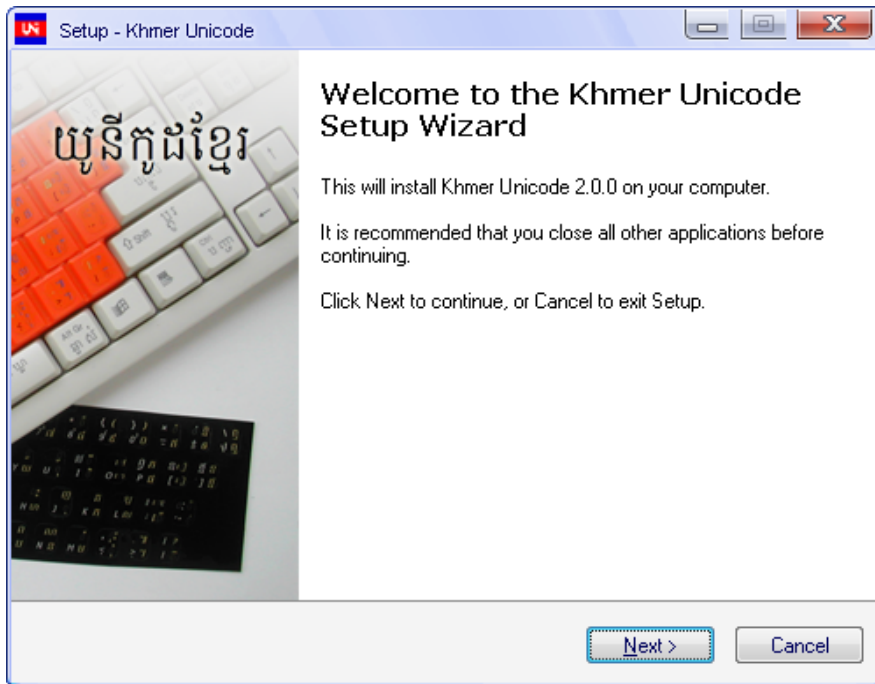 Setup - Khmer Unicode
យូនីកូដខ្មែរ
Welcome to the Khmer Unicode
Setup Wizard
This will install Khmer Unicode 2.0.0 on your computer.
It is recommended that you close all other applications before
continuing.
Click Next to continue, or Cancel to exit Setup.
Next >
Cancel